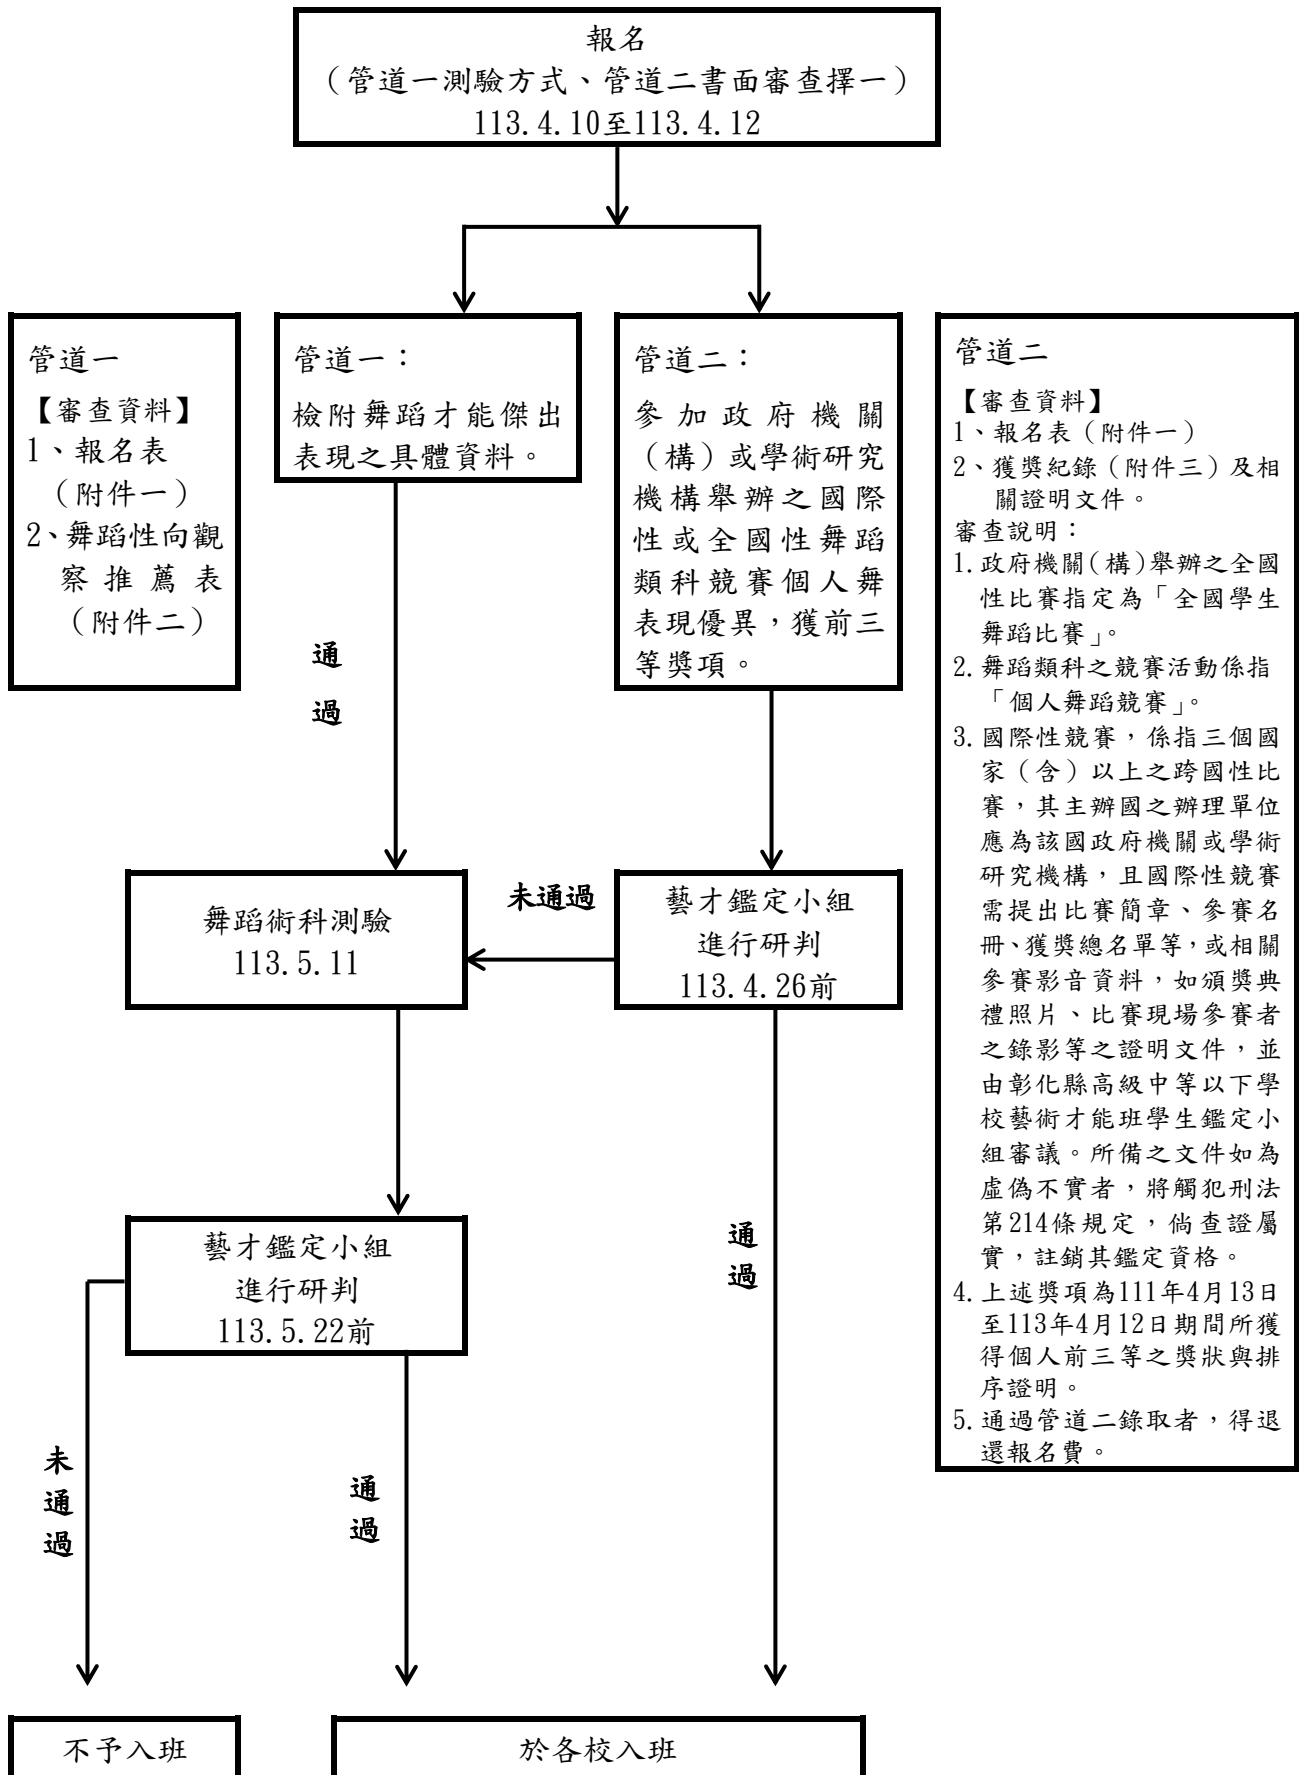 報名
（管道一測驗方式、管道二書面審查擇一）
113.4.10至113.4.12
管道一
【審查資料】
1、報名表
（附件一）
2、舞蹈性向觀
察推薦表
（附件二）
管道一：
檢附舞蹈才能傑出
表現之具體資料。
管道二：
參加政府機關
（構）或學術研究
機構舉辦之國際
性或全國性舞蹈
類科競賽個人舞
表現優異，獲前三
等獎項。
管道二
【審查資料】
1、報名表（附件一）
2、獲獎紀錄（附件三）及相
關證明文件。
審查說明：
1.政府機關(構)舉辦之全國
性比賽指定為「全國學生
舞蹈比賽」。
2.舞蹈類科之競賽活動係指
「個人舞蹈競賽」。
3.國際性競賽，係指三個國
家（含）以上之跨國性比
賽，其主辦國之辦理單位
應為該國政府機關或學術
研究機構，且國際性競賽
需提出比賽簡章、參賽名
冊、獲獎總名單等，或相關
參賽影音資料，如頒獎典
禮照片、比賽現場參賽者
之錄影等之證明文件，並
由彰化縣高級中等以下學
校藝術才能班學生鑑定小
組審議。所備之文件如為
虛偽不實者，將觸犯刑法
第214條規定，倘查證屬
實，註銷其鑑定資格。
4.上述獎項為111年4月13日
至113年4月12日期間所獲
得個人前三等之獎狀與排
序證明。
5.通過管道二錄取者，得退
還報名費。
通
過
舞蹈術科測驗
113.5.11
未通過
藝才鑑定小組
進行研判
113.4.26前
藝才鑑定小組
進行研判
113.5.22前
通
過
未
通
過
通
過
不予入班
於各校入班